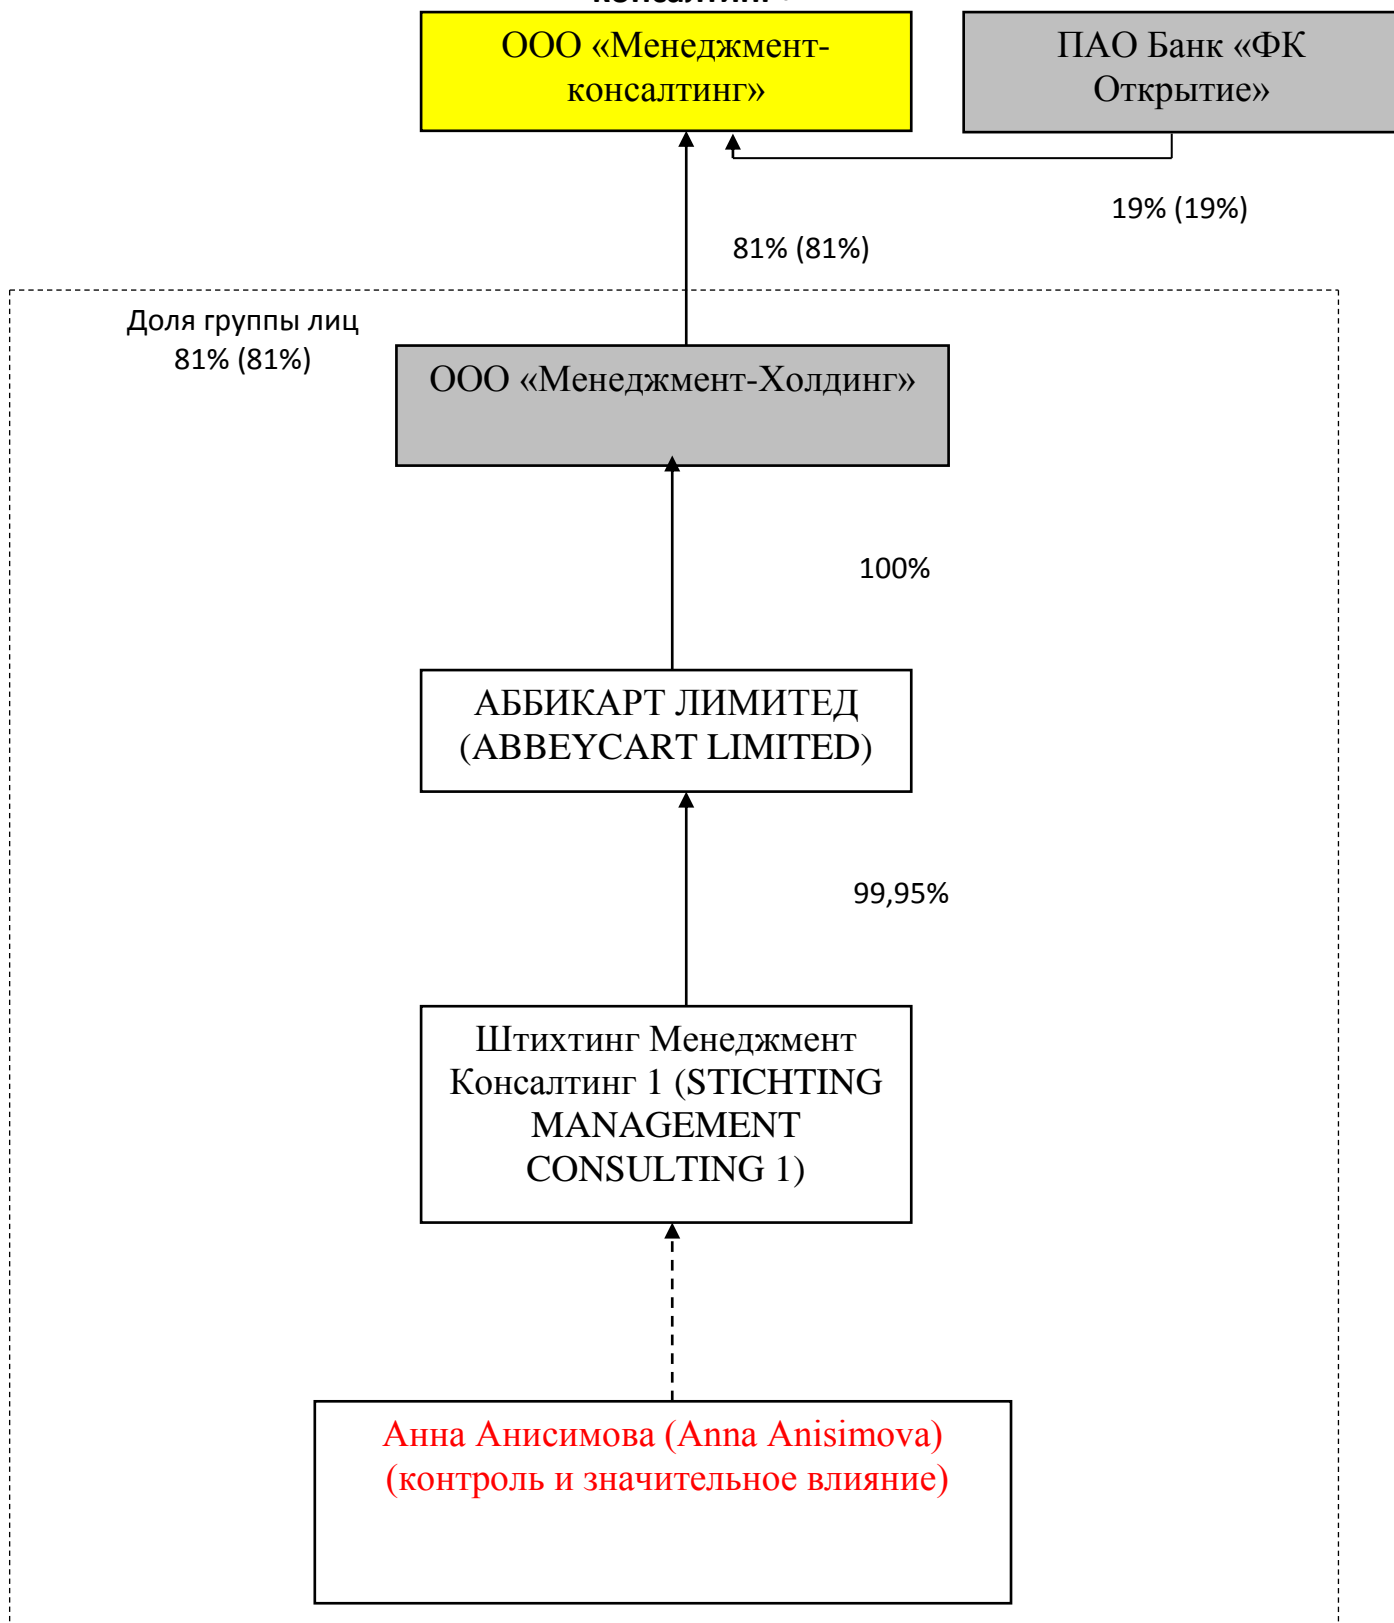 ООО «Менеджмент-
консалтинг»
ПАО Банк «ФК
Открытие»
19% (19%)
81% (81%)
Доля группы лиц
81% (81%)
ООО «Менеджмент-Холдинг»
100%
АББИКАРТ ЛИМИТЕД
(ABBEYCART LIMITED)
99,95%
Штихтинг Менеджмент
Консалтинг 1 (STICHTING
MANAGEMENT
CONSULTING 1)
Анна Анисимова (Anna Anisimova)
(контроль и значительное влияние)